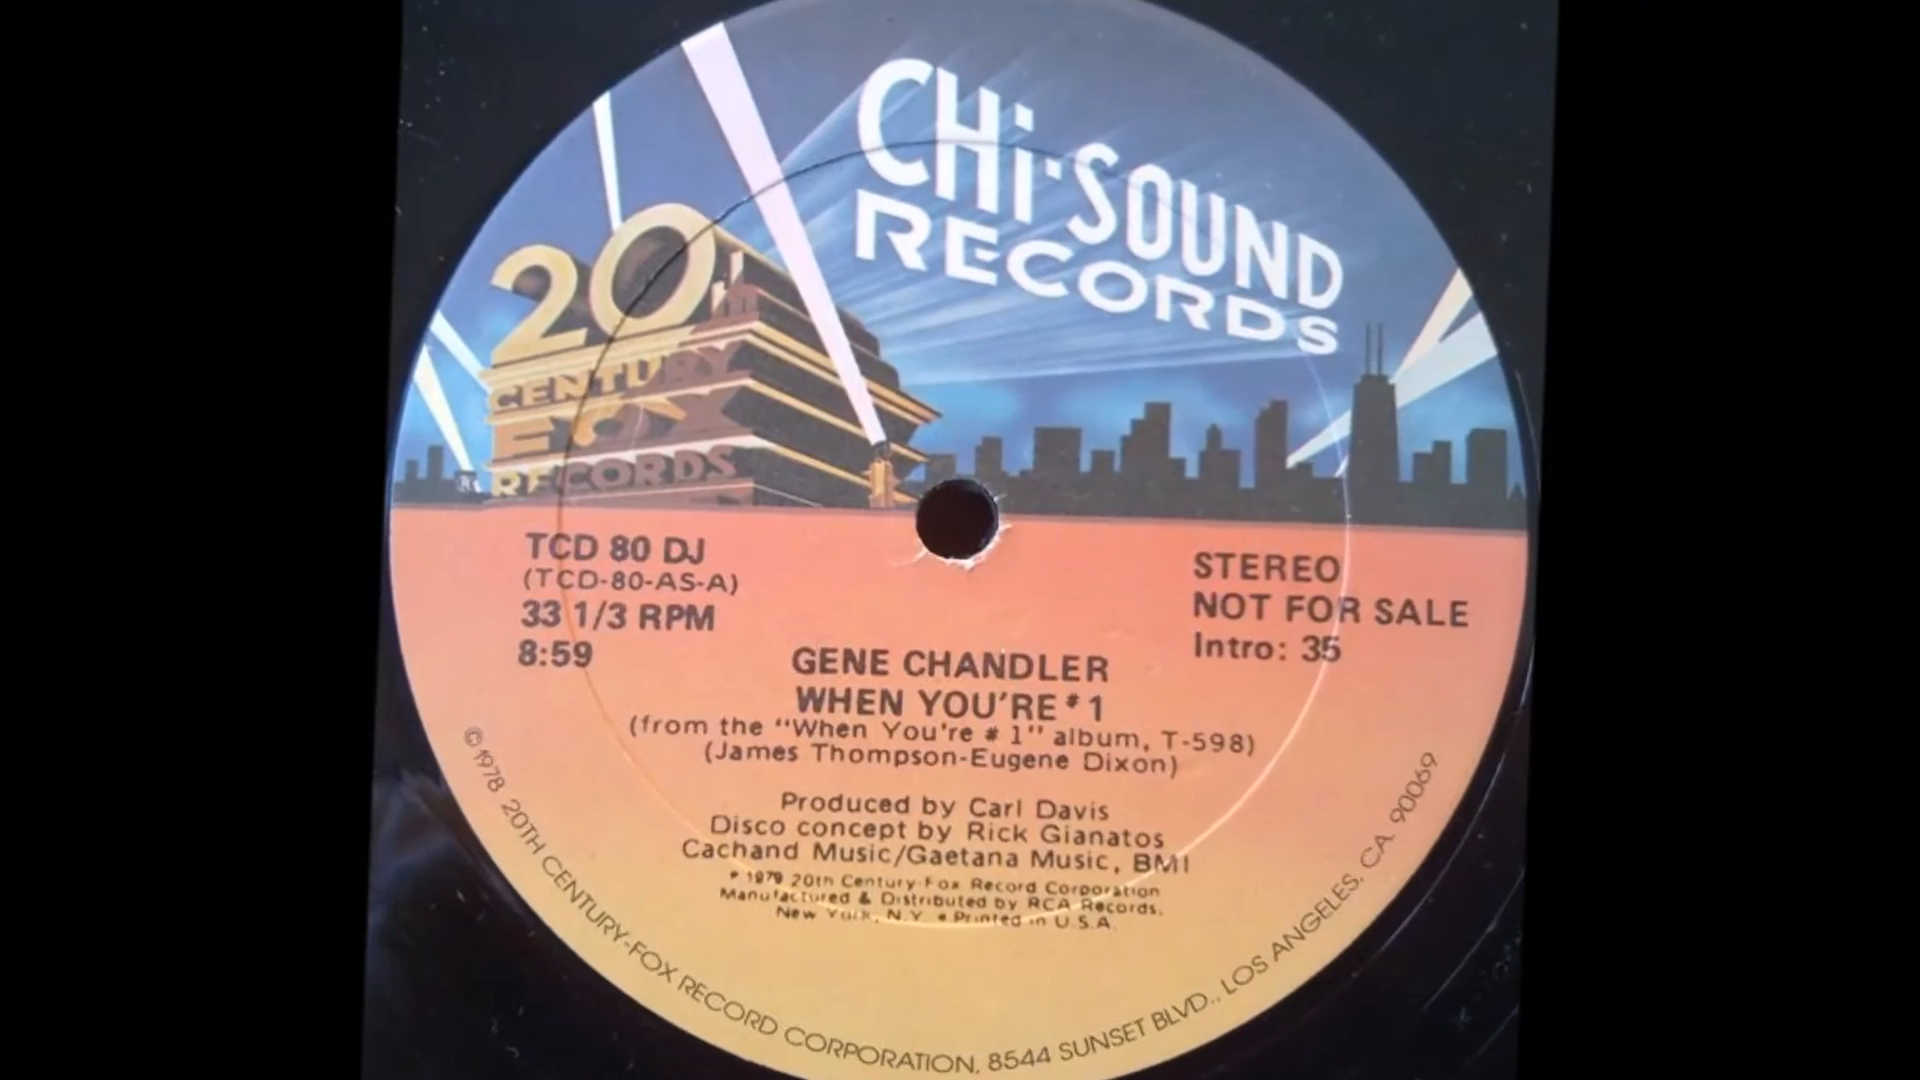 CHi-SOUND
RECORDS
20
CENTURY
FOX
RECORDS
TCD 80 DJ
(TCD-80-AS-A)
33 1/3 RPM
8:59
STEREO
NOT FOR SALE
Intro: 35
GENE CHANDLER
WHEN YOU'RE #1
(from the "When You're # 1" album, T-598)
(James Thompson-Eugene Dixon)
Produced by Carl Davis
Disco concept by Rick Gianatos
Cachand Music/Gaetana Music, BMI
1979 20th Century-Fox Record Corporation
Manufactured & Distributed by RCA Records,
New York, N.Y. • Printed in U.S.A.
© 1978 20TH CENTURY-FOX RECORD CORPORATION, 8544 SUNSET BLVD., LOS ANGELES, CA. 90069